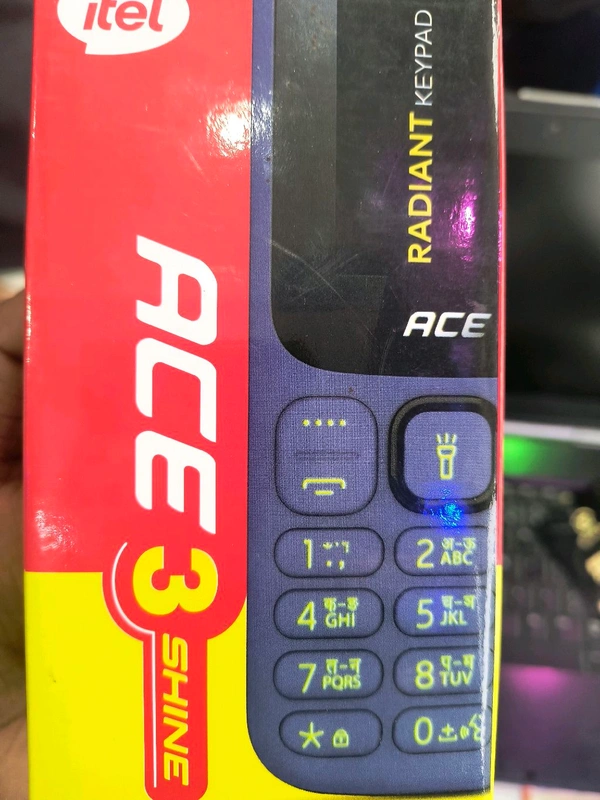 itel
ACE 3
SHINE
RADIANT KEYPAD
ACE
1
2 अ-ऊ
ABC
4 क-ङ
GHI
5 च-ञ
JKL
7 त-न
PQRS
8 प-म
TUV
*
0 ±